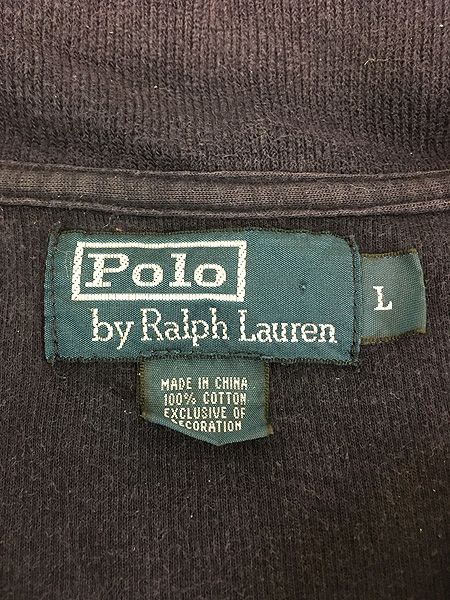 Polo
by Ralph Lauren
L
MADE IN CHINA
100% COTTON
EXCLUSIVE OF
DECORATION